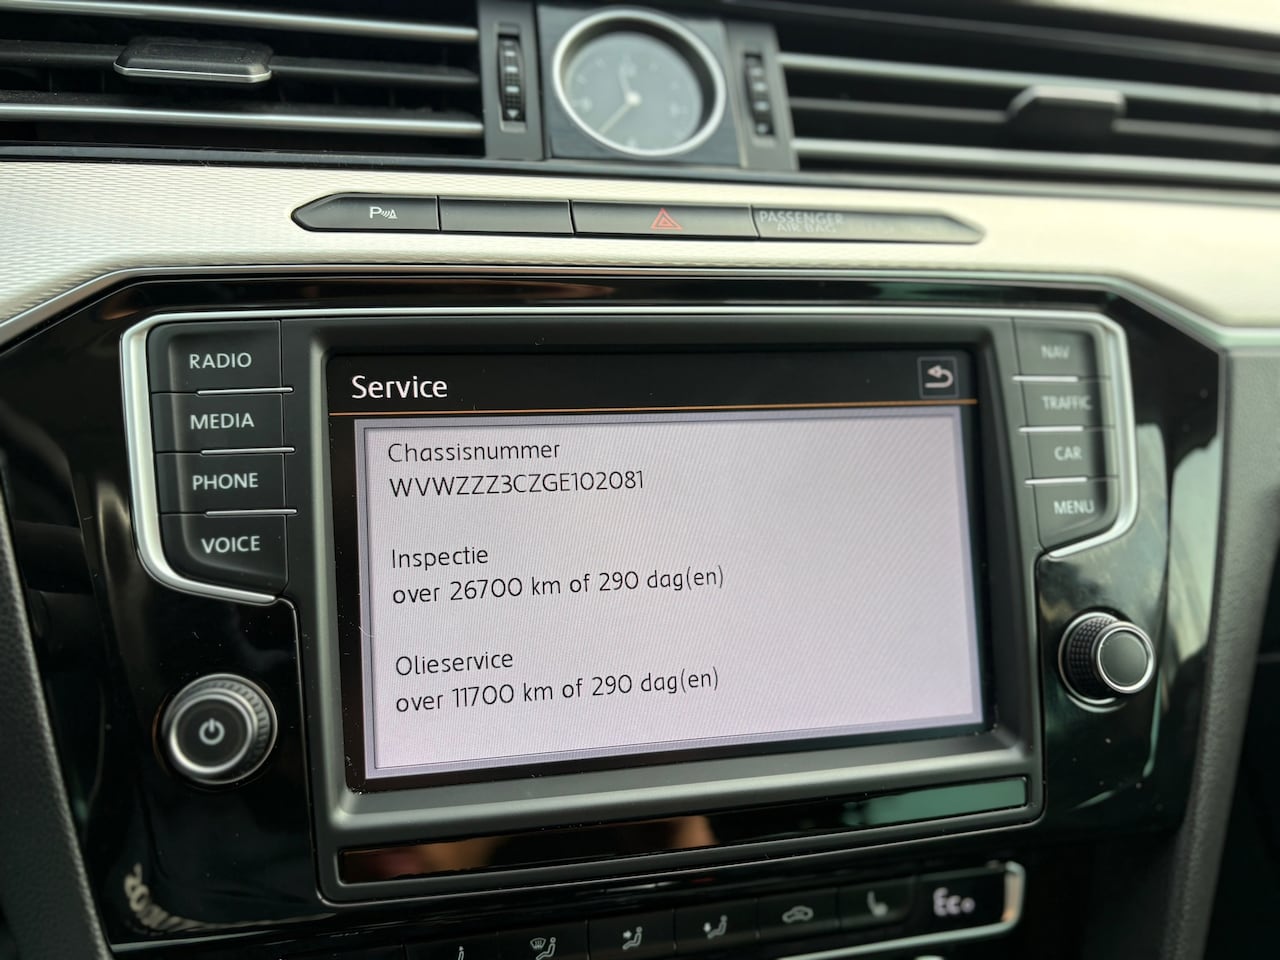 P
PASSENGER
AIR BAG
RADIO
MEDIA
PHONE
VOICE
Service
Chassisnummer
WVWZZZ3CZGE102081
Inspectie
over 26700 km of 290 dag(en)
Olieservice
over 11700 km of 290 dag(en)
NAV
TRAFFIC
CAR
MENU
Eco